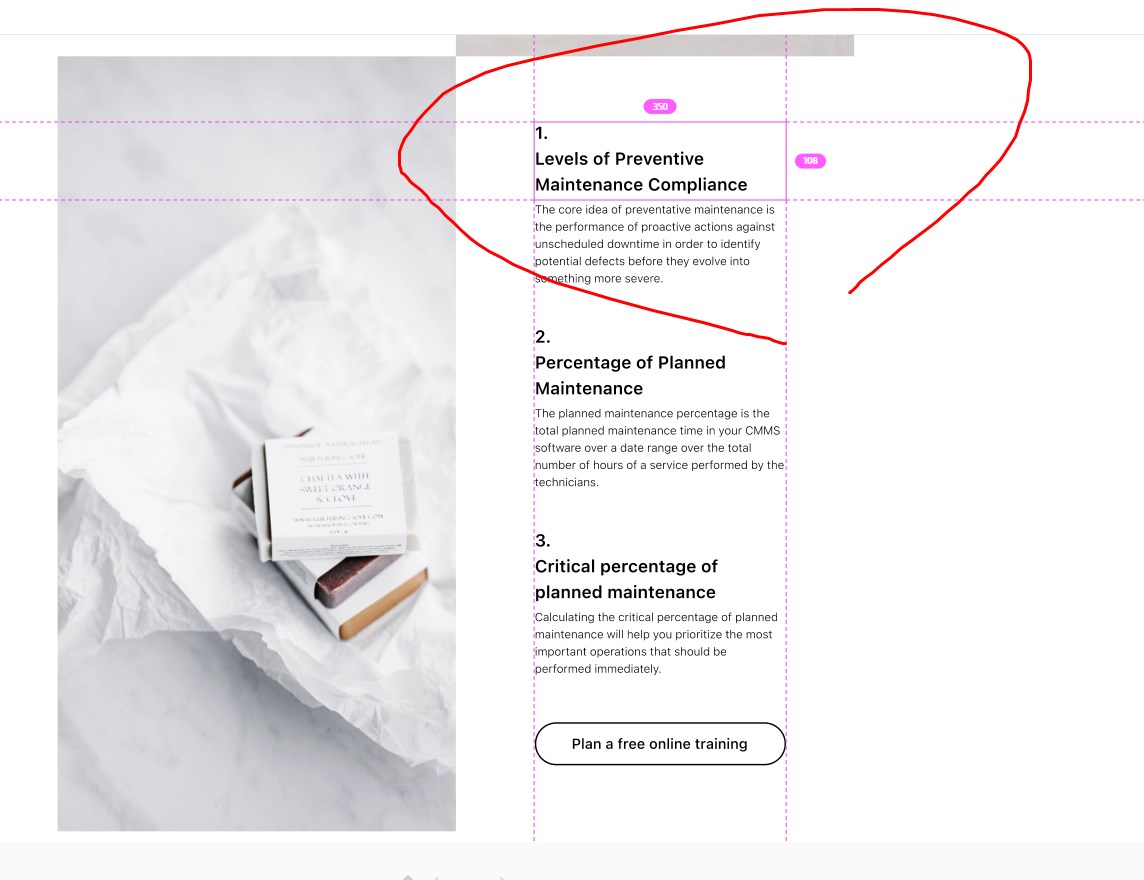 350
1.
108
Levels of Preventive
Maintenance Compliance
The core idea of preventative maintenance is
the performance of proactive actions against
unscheduled downtime in order to identify
potential defects before they evolve into
something more severe.
2.
Percentage of Planned
Maintenance
The planned maintenance percentage is the
total planned maintenance time in your CMMS
software over a date range over the total
number of hours of a service performed by the
technicians.
3.
Critical percentage of
planned maintenance
Calculating the critical percentage of planned
maintenance will help you prioritize the most
important operations that should be
performed immediately.
Plan a free online training
CHAI TEA WITH
SWEET ORANGE
& CLOVE